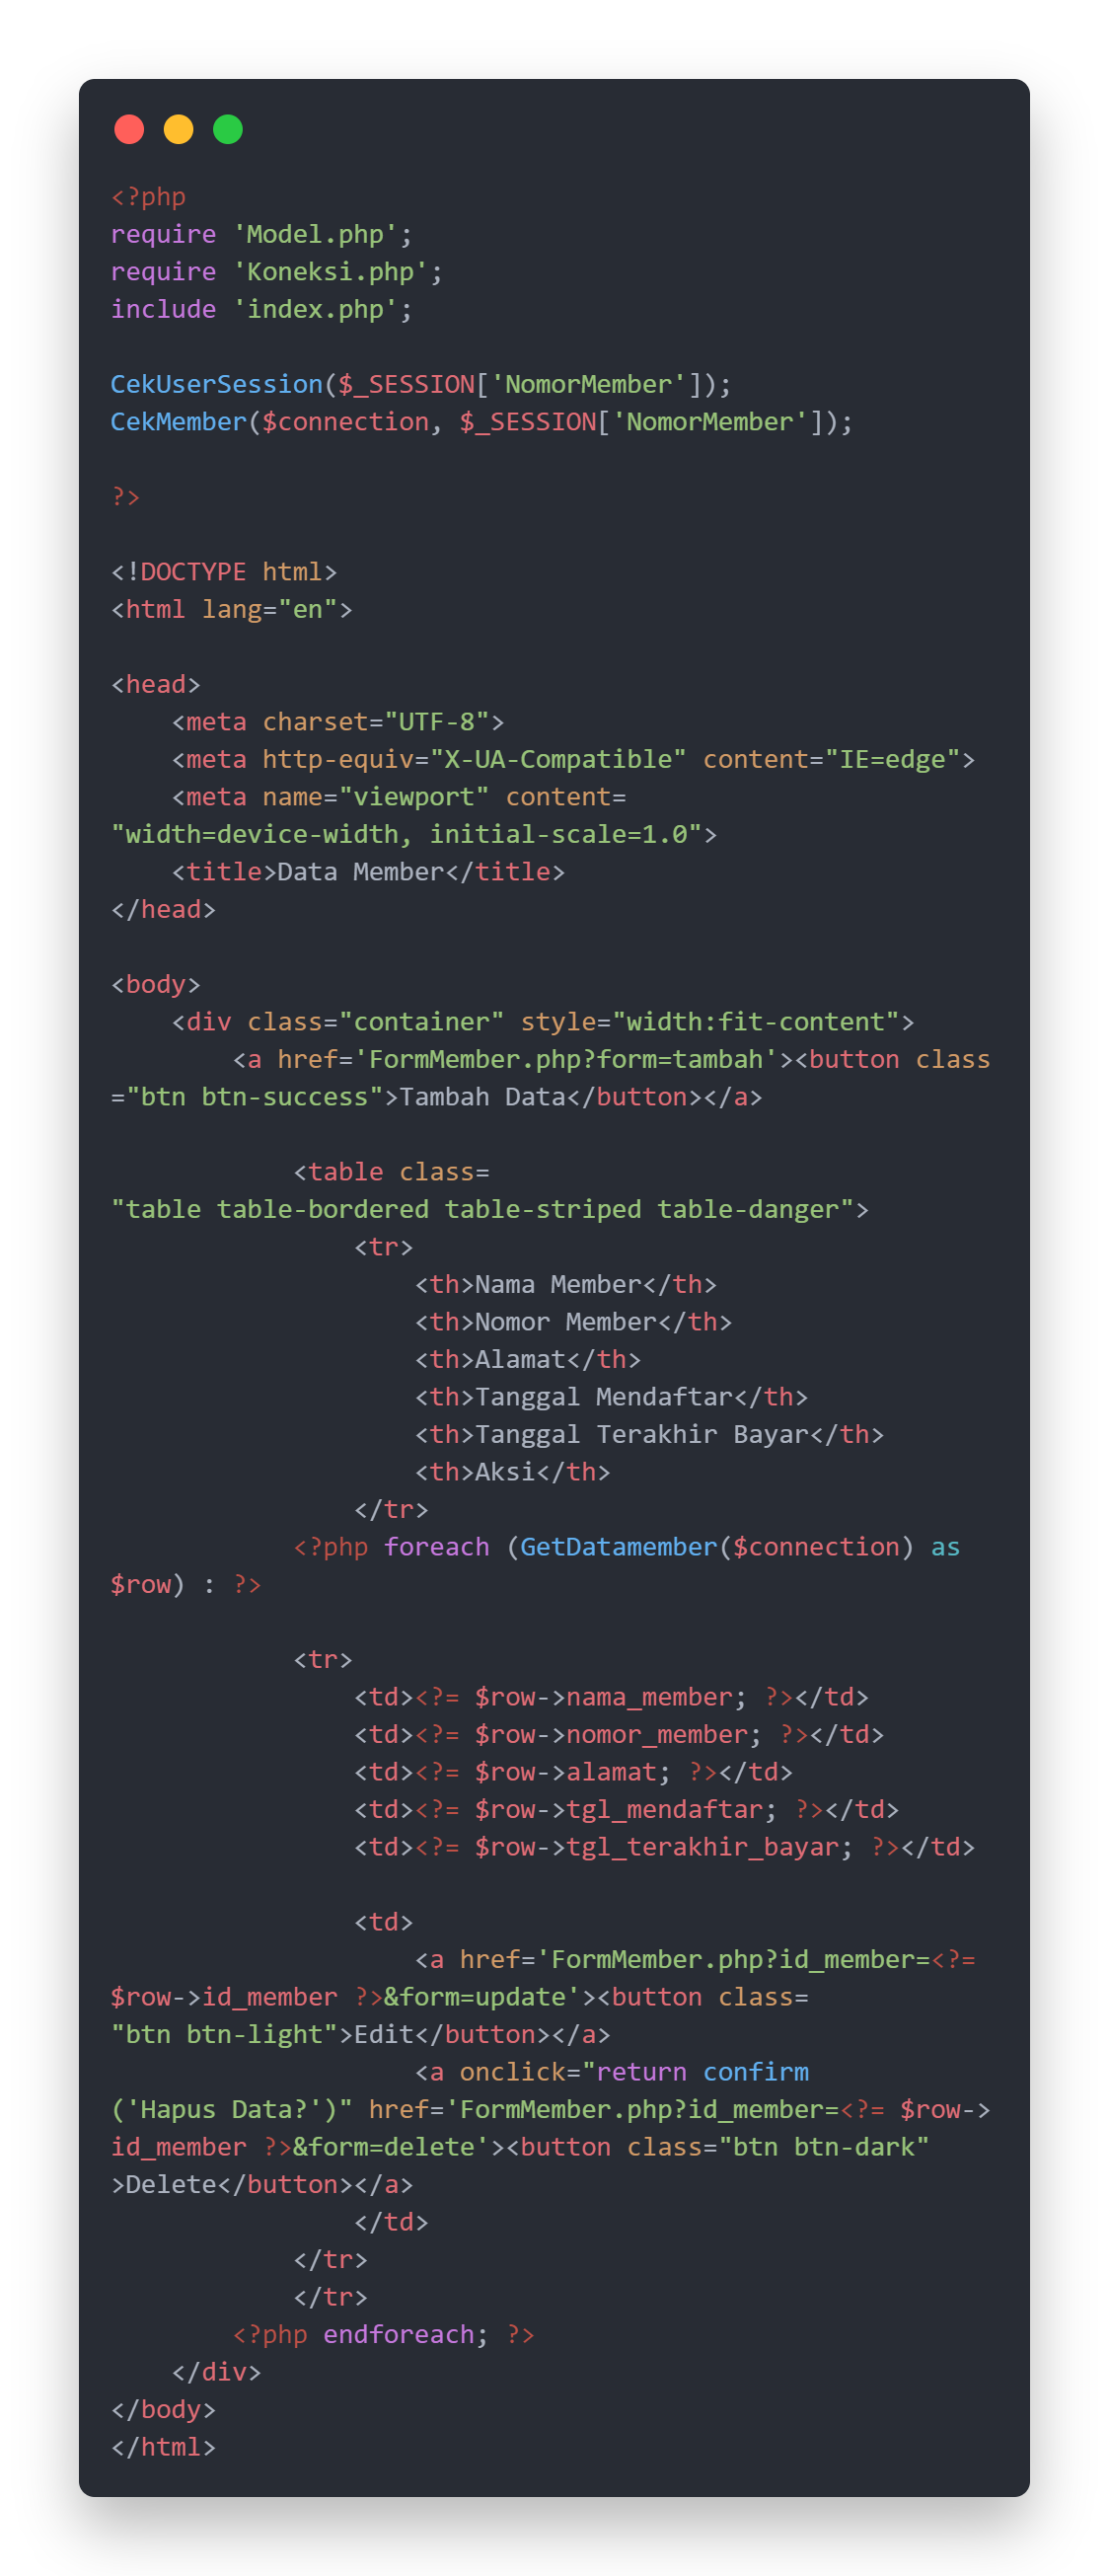 <?php
require 'Model.php';
require 'Koneksi.php';
include 'index.php';

CekUserSession($_SESSION['NomorMember']);
CekMember($connection, $_SESSION['NomorMember']);

?>

<!DOCTYPE html>
<html lang="en">

<head>
    <meta charset="UTF-8">
    <meta http-equiv="X-UA-Compatible" content="IE=edge">
    <meta name="viewport" content=
"width=device-width, initial-scale=1.0">
    <title>Data Member</title>
</head>

<body>
    <div class="container" style="width:fit-content">
        <a href='FormMember.php?form=tambah'><button class
="btn btn-success">Tambah Data</button></a>

            <table class=
"table table-bordered table-striped table-danger">
                <tr>
                    <th>Nama Member</th>
                    <th>Nomor Member</th>
                    <th>Alamat</th>
                    <th>Tanggal Mendaftar</th>
                    <th>Tanggal Terakhir Bayar</th>
                    <th>Aksi</th>
                </tr>
            <?php foreach (GetDatamember($connection) as
$row) : ?>

            <tr>
                <td><?= $row->nama_member; ?></td>
                <td><?= $row->nomor_member; ?></td>
                <td><?= $row->alamat; ?></td>
                <td><?= $row->tgl_mendaftar; ?></td>
                <td><?= $row->tgl_terakhir_bayar; ?></td>

                <td>
                    <a href='FormMember.php?id_member=<?=
$row->id_member ?>&form=update'><button class=
"btn btn-light">Edit</button></a>
                    <a onclick="return confirm
('Hapus Data?')" href='FormMember.php?id_member=<?= $row->
id_member ?>&form=delete'><button class="btn btn-dark"
>Delete</button></a>
                </td>
            </tr>
            </tr>
        <?php endforeach; ?>
    </div>
</body>
</html>